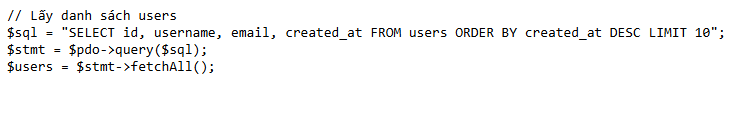 // Lấy danh sách users
$sql = "SELECT id, username, email, created_at FROM users ORDER BY created_at DESC LIMIT 10";
$stmt = $pdo->query($sql);
$users = $stmt->fetchAll();